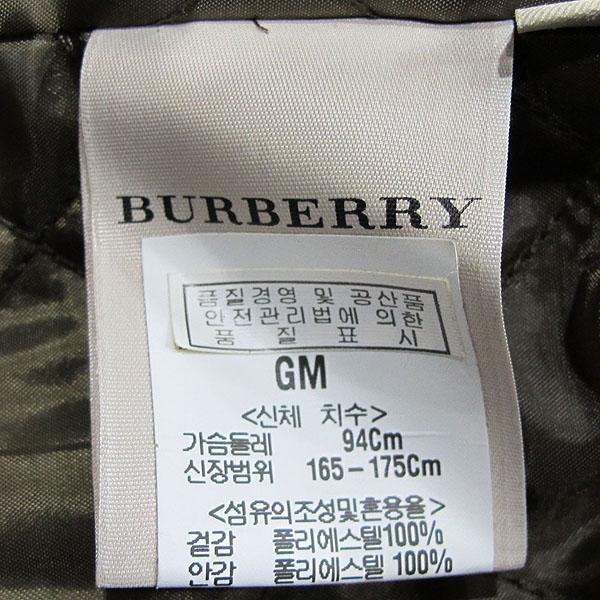 BURBERRY
품질경영 및 공산품
안전관리법에 의한
품 질 표 시
GM
<신체 치수>
가슴둘레 94Cm
신장범위 165-175Cm
<섬유의조성및혼용율>
겉감 폴리에스텔100%
안감 폴리에스텔100%